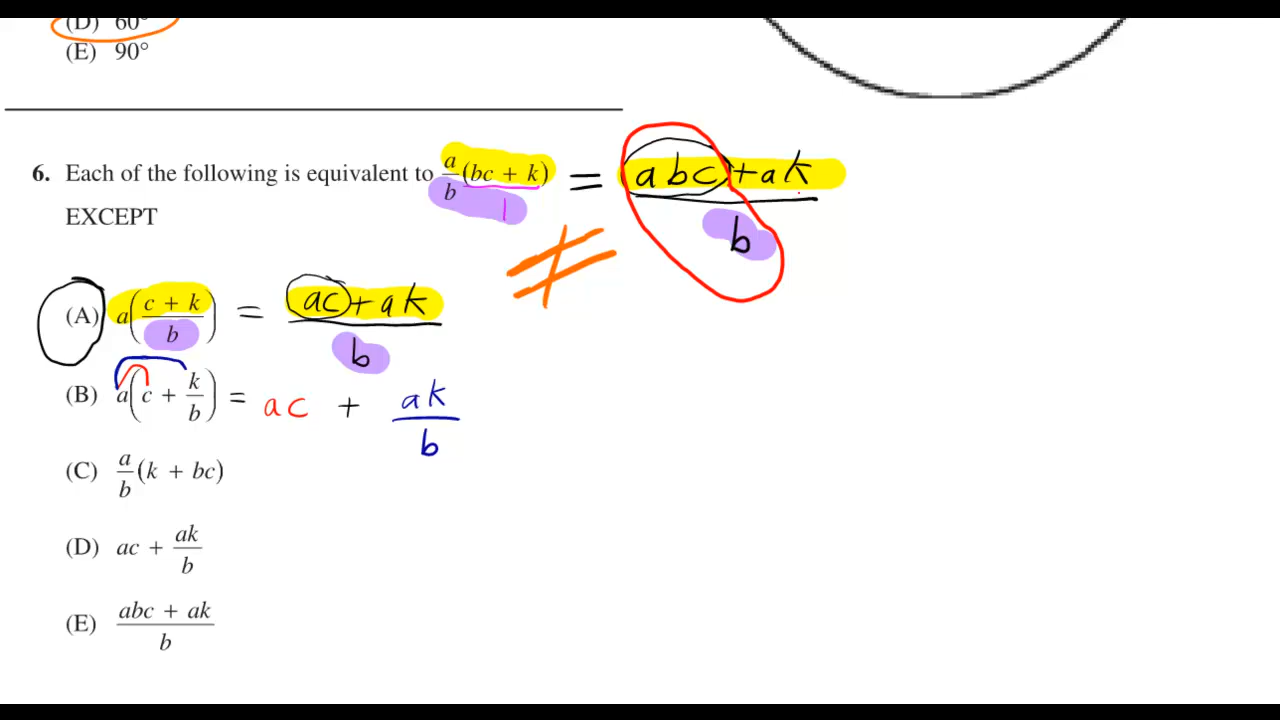 (D) 60°
(E) 90°
6. Each of the following is equivalent to a/b (bc + k) = (abc + ak)/b
1
EXCEPT
≠
(A) a((c + k)/b) = (ac + ak)/b
(B) a(c + k/b) = ac + ak/b
(C) a/b (k + bc)
(D) ac + ak/b
(E) (abc + ak)/b